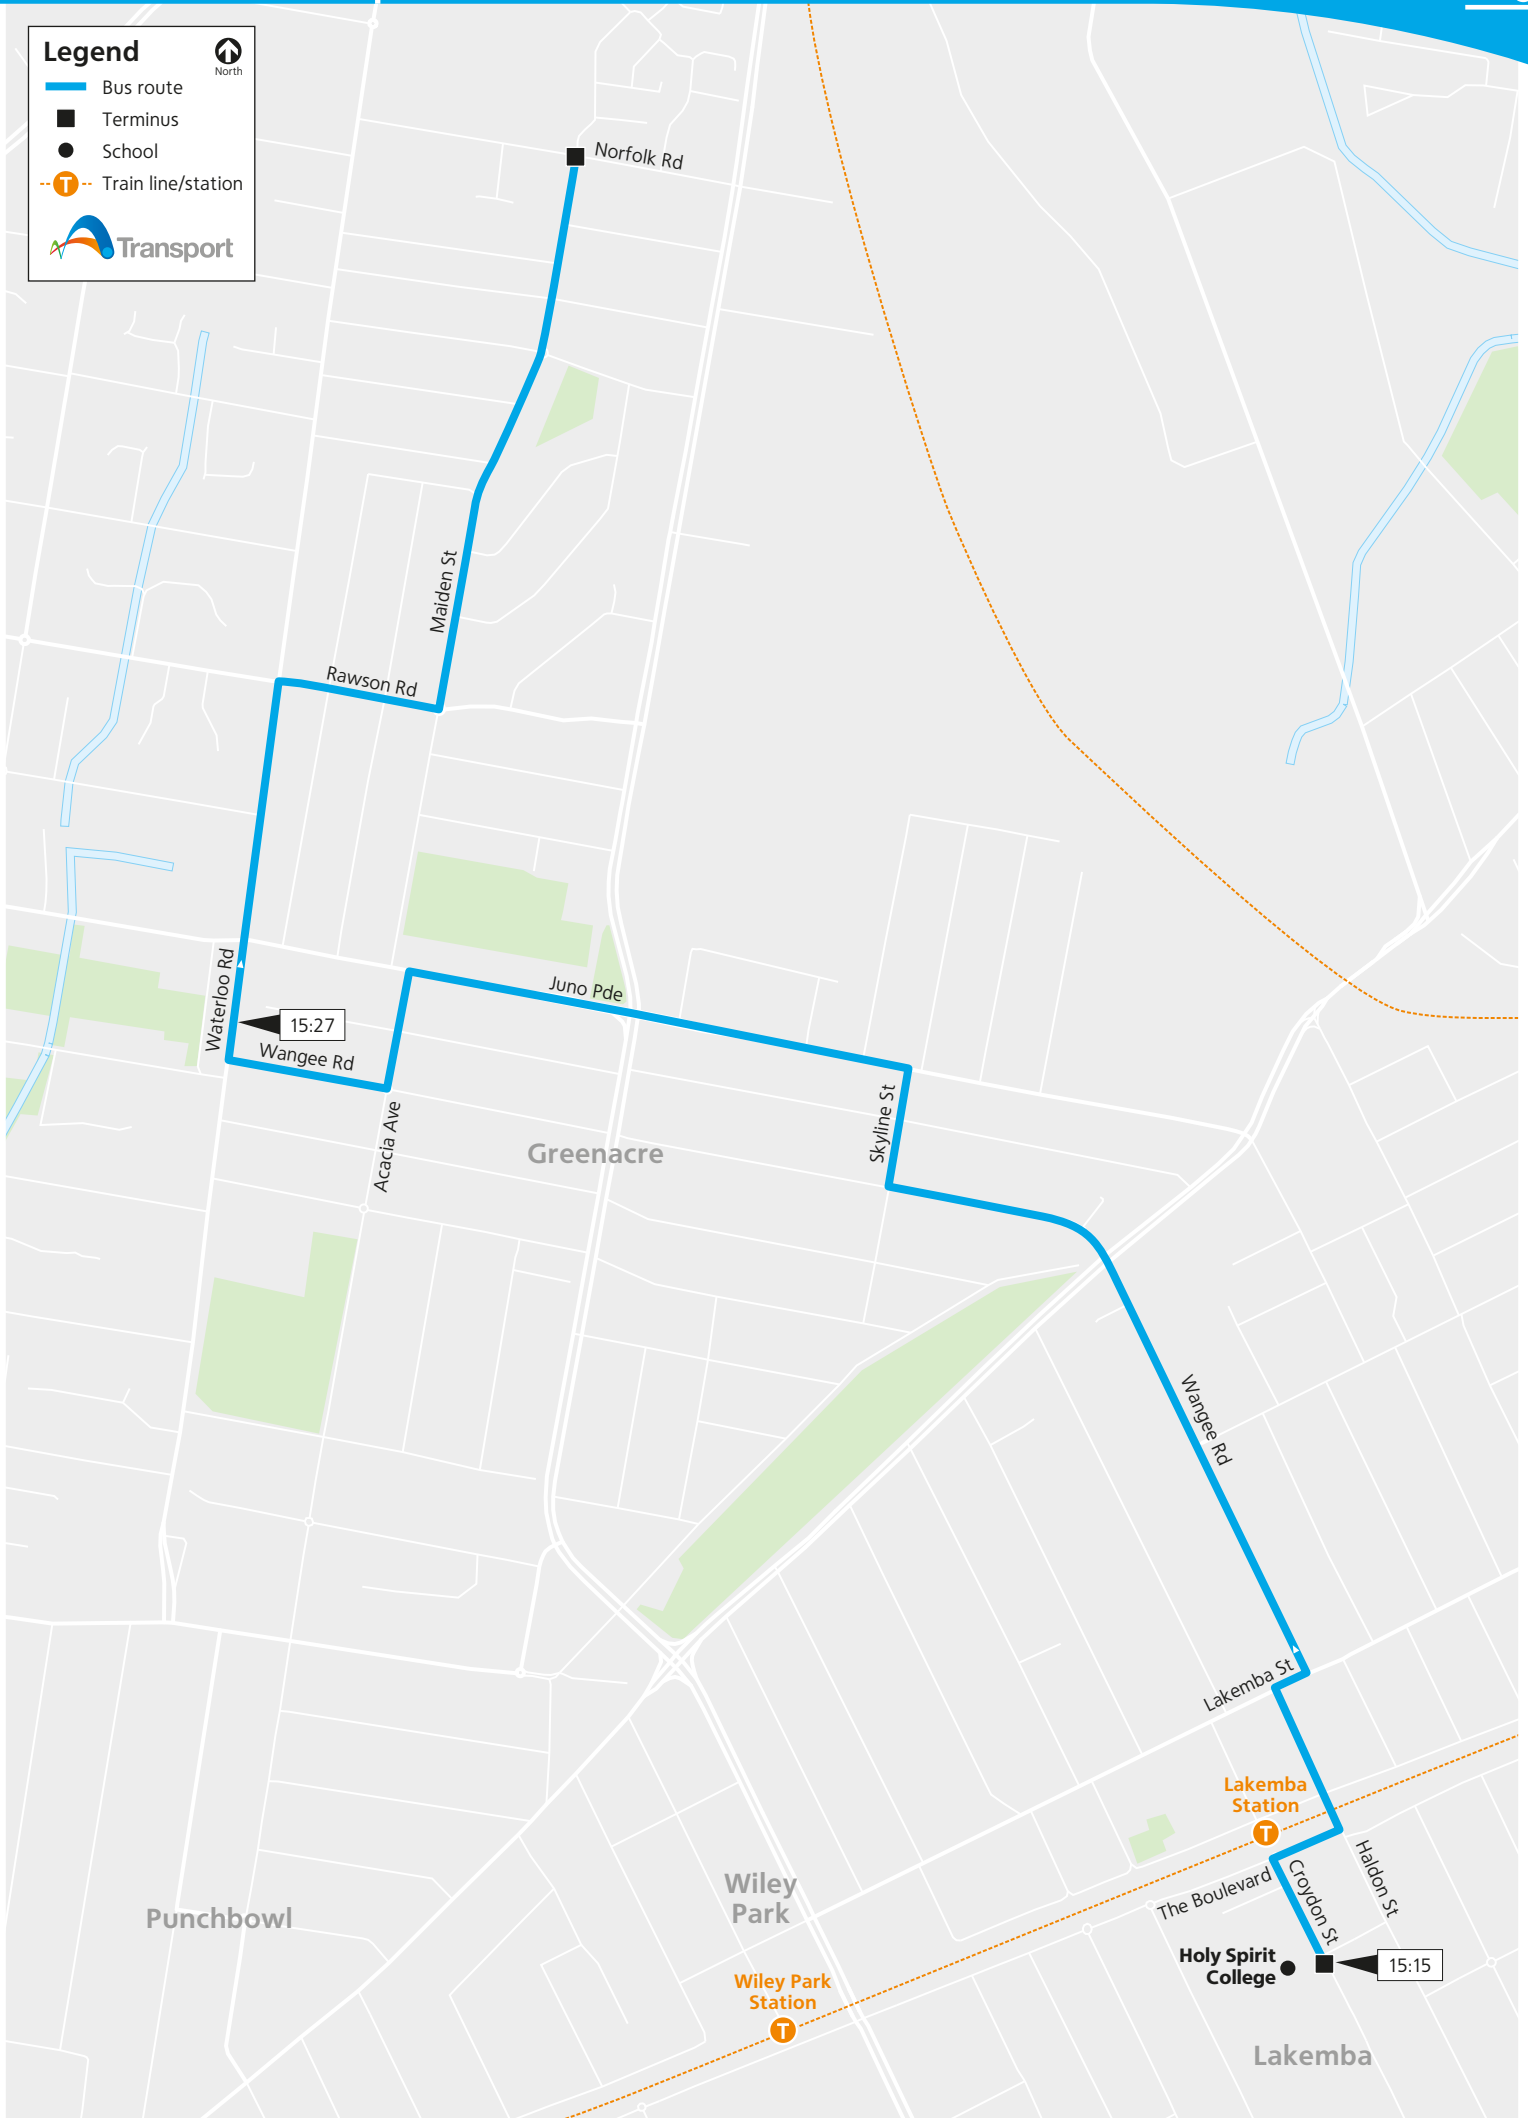 Legend
North
Bus route
Terminus
School
T
Train line/station
Transport
Norfolk Rd
Maiden St
Rawson Rd
Waterloo Rd
Juno Pde
15:27
Wangee Rd
Skyline St
Acacia Ave
Greenacre
Wangee Rd
Lakemba St
Lakemba
Station
T
Haldon St
The Boulevard
Croydon St
Wiley
Park
Punchbowl
Holy Spirit
College
15:15
Wiley Park
Station
T
Lakemba